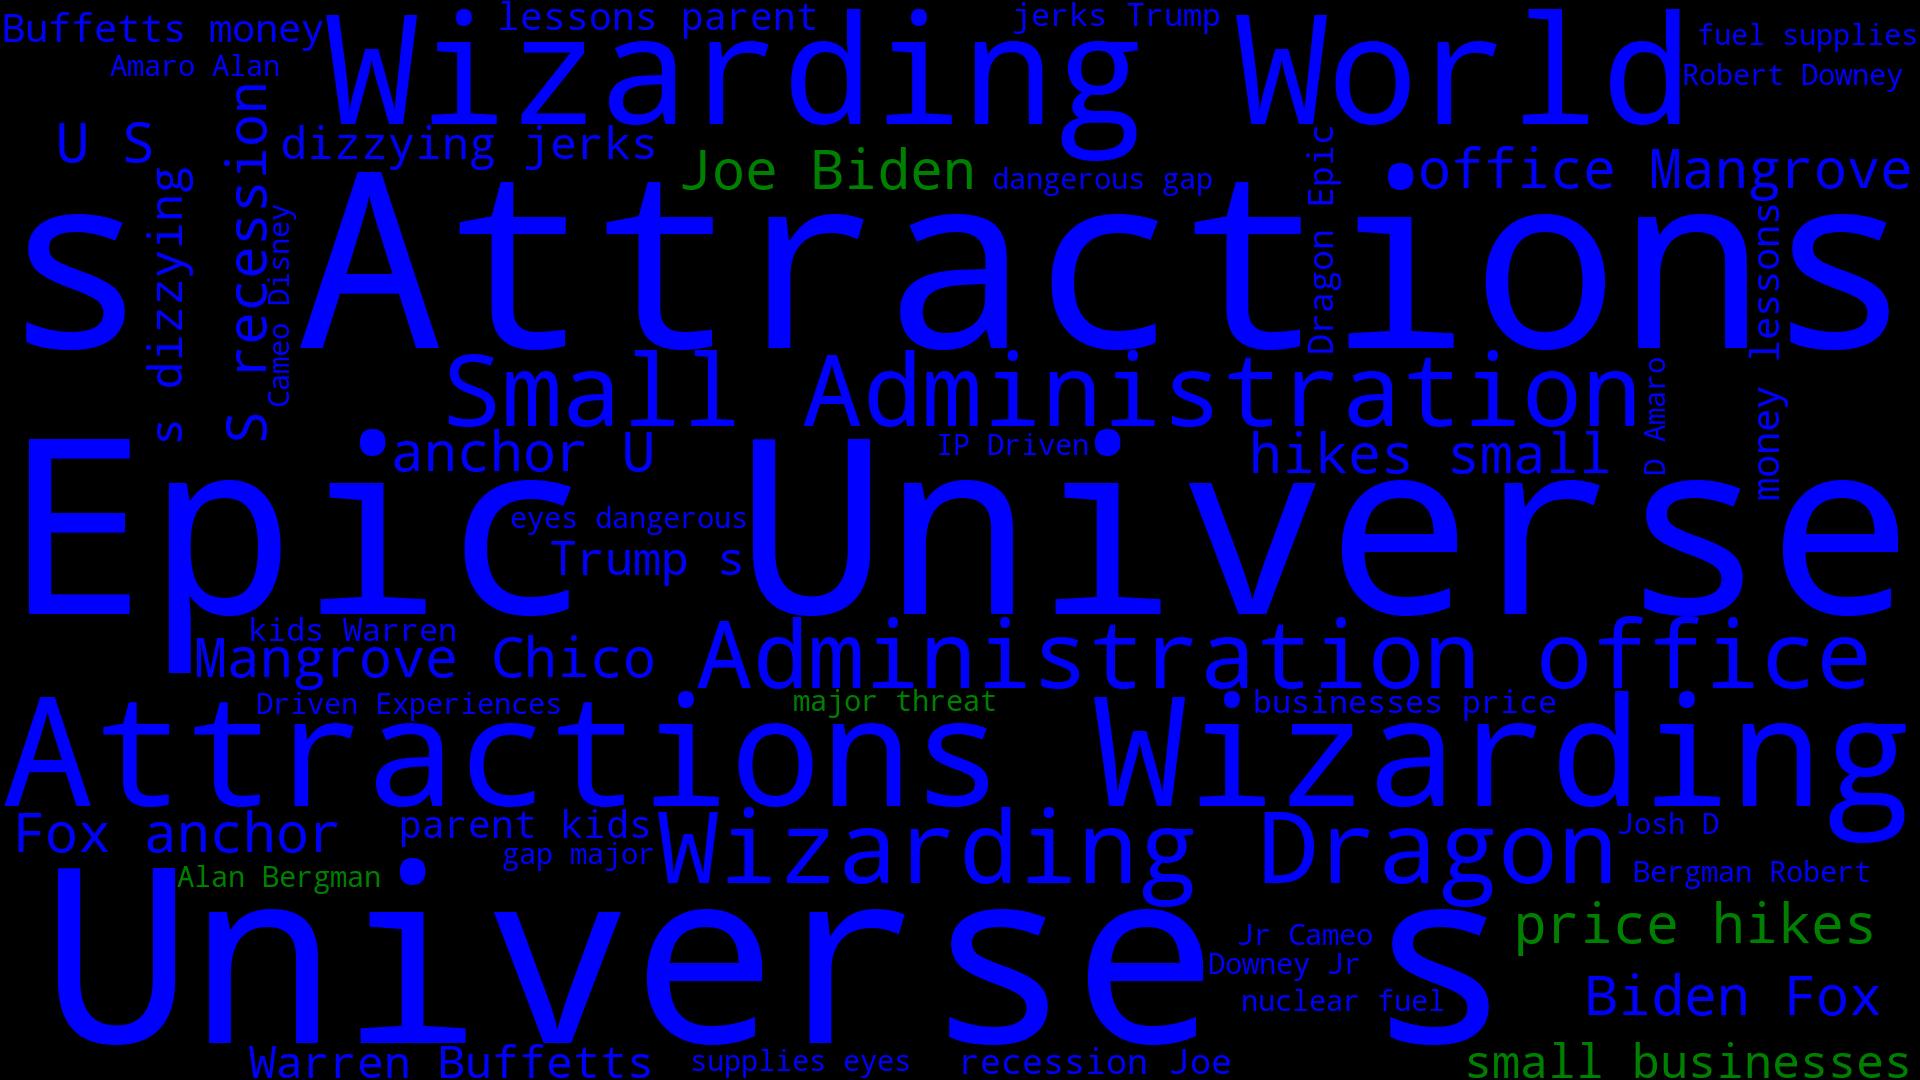 Buffetts money
lessons parent
jerks Trump
fuel supplies
Amaro Alan
Wizarding World
Robert Downey
U S
dizzying jerks
Joe Biden
dangerous gap
office Mangrove
s dizzying
S recession
Cameo Disney
s Attractions
Dragon Epic
money lessons
Small Administration
D Amaro
anchor U
IP Driven
hikes small
Epic Universe
eyes dangerous
Trump s
kids Warren
Mangrove Chico
Administration office
Driven Experiences
major threat
businesses price
Attractions Wizarding
Fox anchor
parent kids
gap major
Wizarding Dragon
Josh D
Alan Bergman
Bergman Robert
Universe s
Jr Cameo
Downey Jr
nuclear fuel
price hikes
Biden Fox
Warren Buffetts
supplies eyes
recession Joe
small businesses